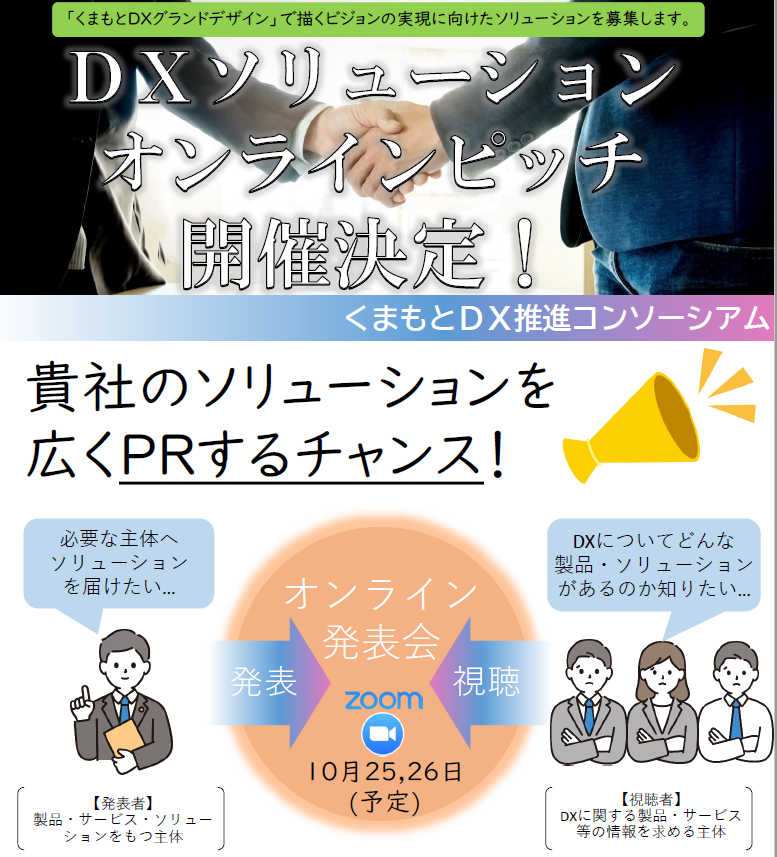 「くまもとDXグランドデザイン」で描くビジョンの実現に向けたソリューションを募集します。
DXソリューション
オンラインピッチ
開催決定！
くまもとDX推進コンソーシアム
貴社のソリューションを
広くPRするチャンス！
必要な主体へ
ソリューション
を届けたい…
DXについてどんな
製品・ソリューション
があるのか知りたい…
オンライン
発表会
発表
視聴
zoom
10月25,26日
(予定)
【発表者】
製品・サービス・ソリュー
ションをもつ主体
【視聴者】
DXに関する製品・サービス
等の情報を求める主体